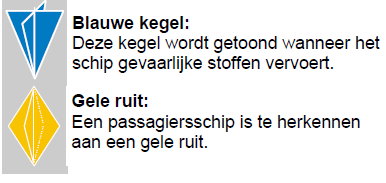 Blauwe kegel:
Deze kegel wordt getoond wanneer het
schip gevaarlijke stoffen vervoert.
Gele ruit:
Een passagiersschip is te herkennen
aan een gele ruit.